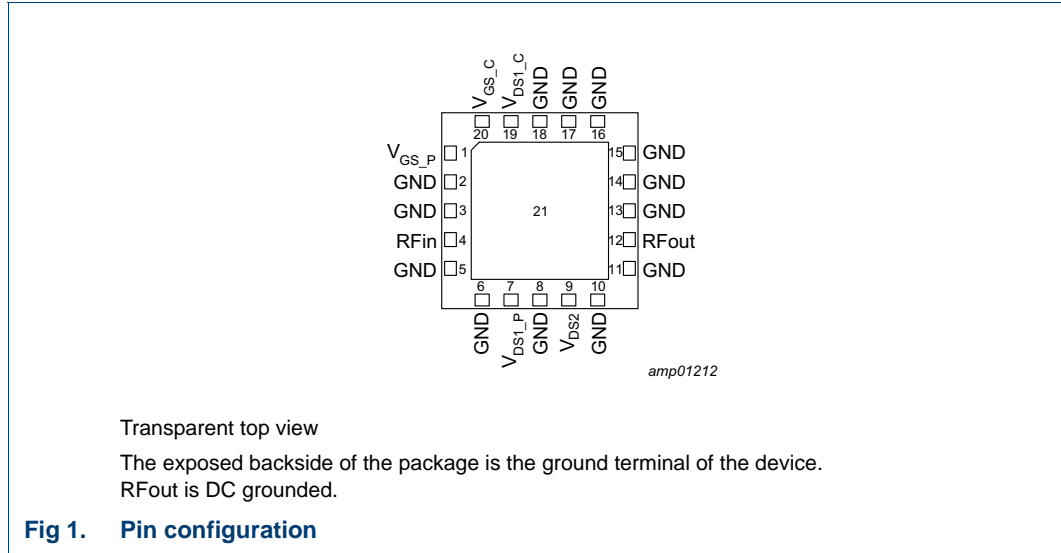 V_GS_C V_DS1_C GND GND GND
20 19 18 17 16
V_GS_P 1 15 GND
GND 2 14 GND
GND 3 21 13 GND
RFin 4 12 RFout
GND 5 11 GND
6 7 8 9 10
GND V_DS1_P GND V_DS2 GND
amp01212
Transparent top view
The exposed backside of the package is the ground terminal of the device.
RFout is DC grounded.
Fig 1. Pin configuration